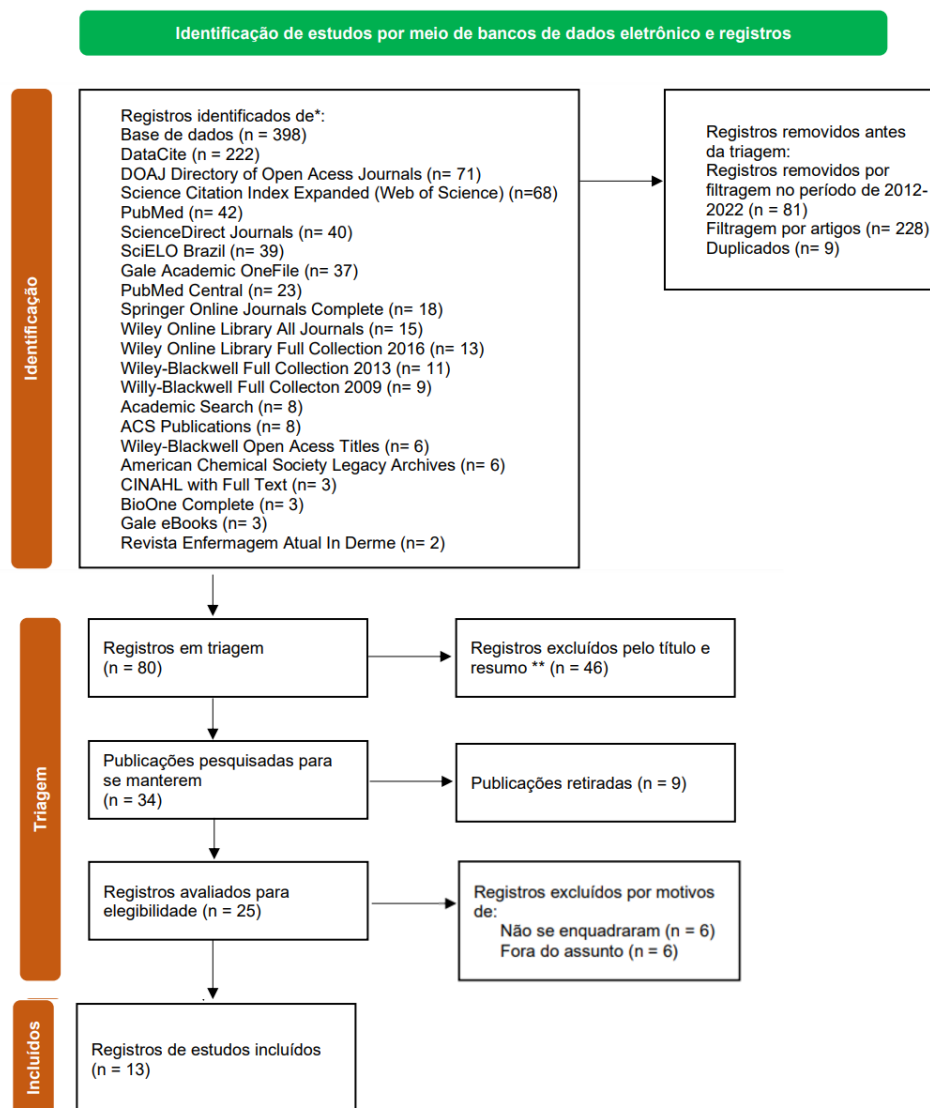 Identificação de estudos por meio de bancos de dados eletrônico e registros
Identificação
Registros identificados de*:
Base de dados (n = 398)
DataCite (n = 222)
DOAJ Directory of Open Acess Journals (n= 71)
Science Citation Index Expanded (Web of Science) (n=68)
PubMed (n= 42)
ScienceDirect Journals (n= 40)
SciELO Brazil (n= 39)
Gale Academic OneFile (n= 37)
PubMed Central (n= 23)
Springer Online Journals Complete (n= 18)
Wiley Online Library All Journals (n= 15)
Wiley Online Library Full Collection 2016 (n= 13)
Wiley-Blackwell Full Collection 2013 (n= 11)
Willy-Blackwell Full Collecton 2009 (n= 9)
Academic Search (n= 8)
ACS Publications (n= 8)
Wiley-Blackwell Open Acess Titles (n= 6)
American Chemical Society Legacy Archives (n= 6)
CINAHL with Full Text (n= 3)
BioOne Complete (n= 3)
Gale eBooks (n= 3)
Revista Enfermagem Atual In Derme (n= 2)
Registros removidos antes
da triagem:
Registros removidos por
filtragem no período de 2012-
2022 (n = 81)
Filtragem por artigos (n= 228)
Duplicados (n= 9)
Triagem
Registros em triagem
(n = 80)
Registros excluídos pelo título e
resumo ** (n = 46)
Publicações pesquisadas para
se manterem
(n = 34)
Publicações retiradas (n = 9)
Registros avaliados para
elegibilidade (n = 25)
Registros excluídos por motivos
de:
Não se enquadraram (n = 6)
Fora do assunto (n = 6)
Incluídos
Registros de estudos incluídos
(n = 13)